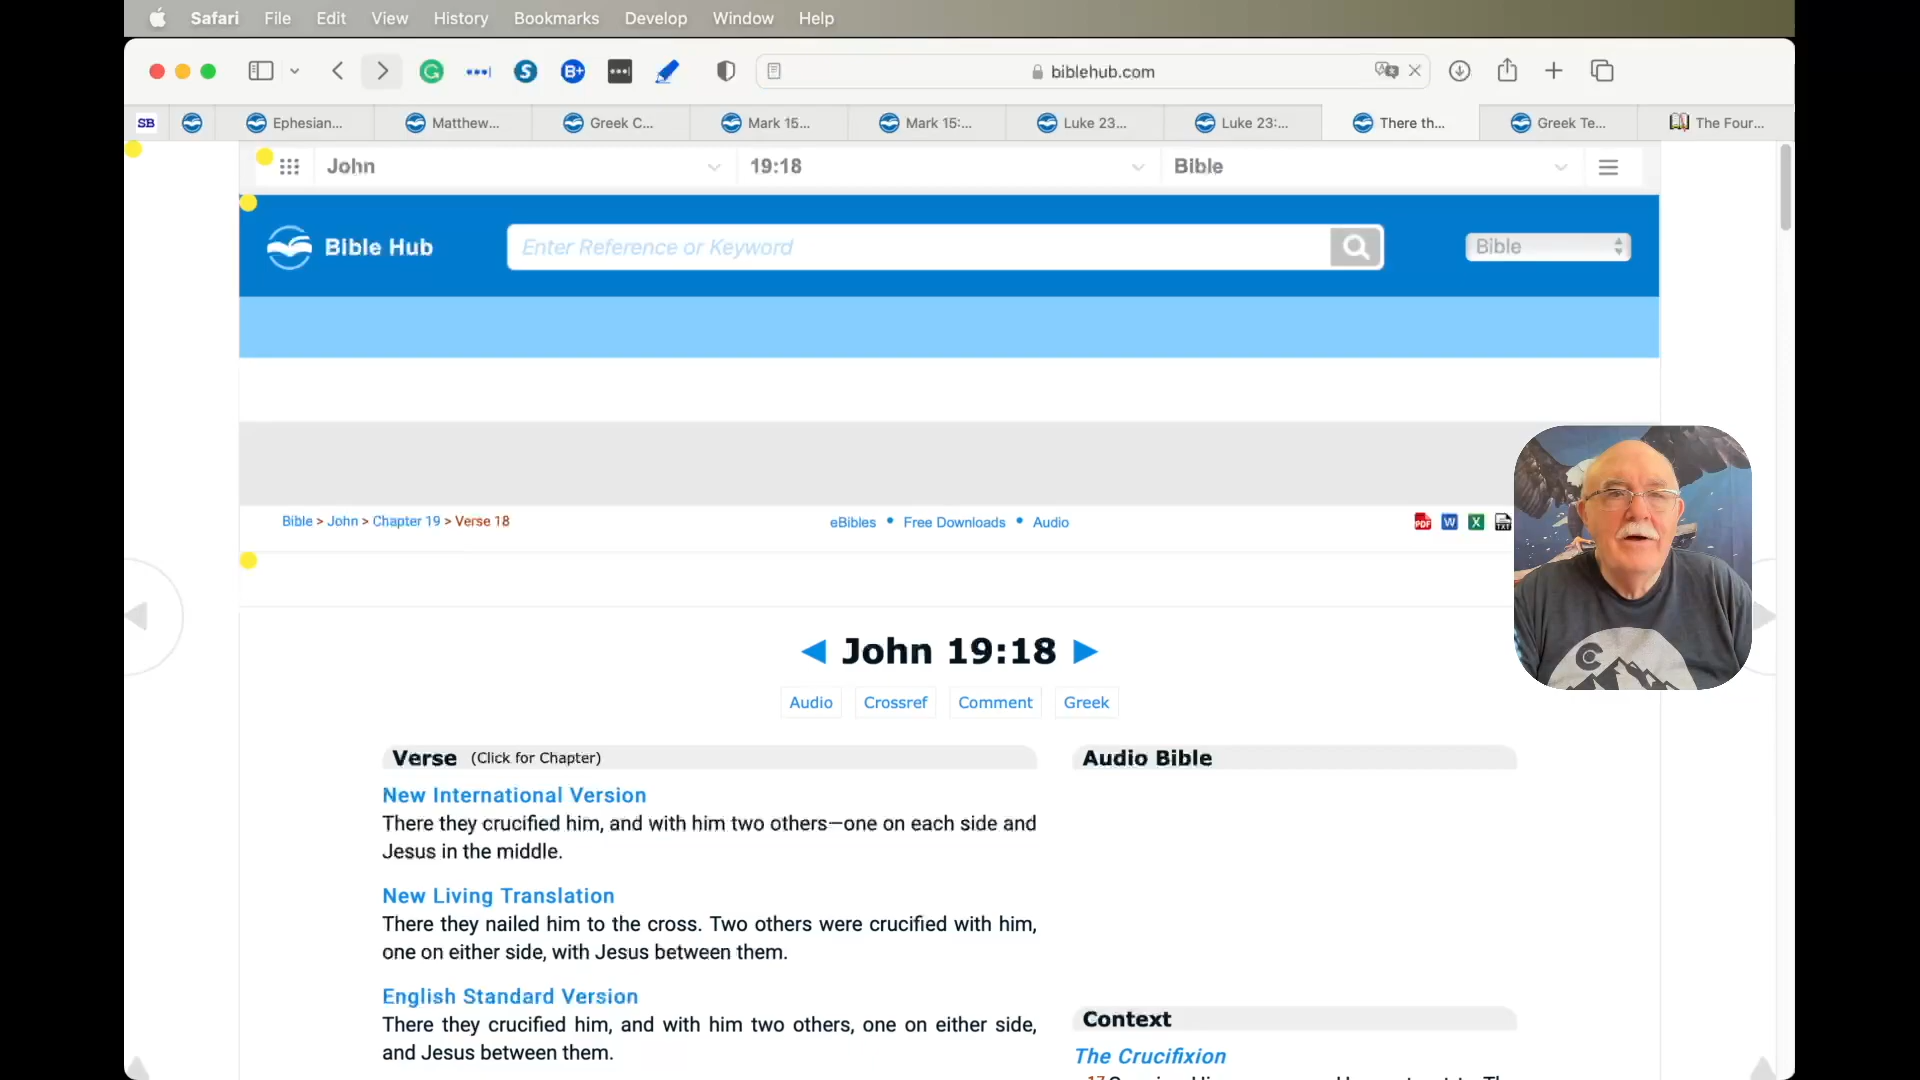 Safari File Edit View History Bookmarks Develop Window Help
biblehub.com
SB Ephesian... Matthew... Greek C... Mark 15... Mark 15:... Luke 23... Luke 23:... There th... Greek Te... The Four...
John 19:18 Bible
Bible Hub Enter Reference or Keyword Bible
Bible > John > Chapter 19 > Verse 18 eBibles • Free Downloads • Audio PDF W X TXT
◄ John 19:18 ►
Audio Crossref Comment Greek
Verse (Click for Chapter)
New International Version
There they crucified him, and with him two others—one on each side and
Jesus in the middle.
New Living Translation
There they nailed him to the cross. Two others were crucified with him,
one on either side, with Jesus between them.
English Standard Version
There they crucified him, and with him two others, one on either side,
and Jesus between them.
Audio Bible
Context
The Crucifixion